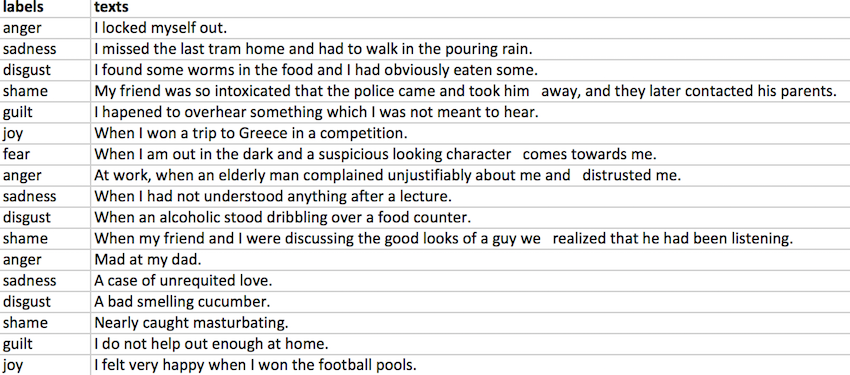 labels texts
anger I locked myself out.
sadness I missed the last tram home and had to walk in the pouring rain.
disgust I found some worms in the food and I had obviously eaten some.
shame My friend was so intoxicated that the police came and took him   away, and they later contacted his parents.
guilt I hapened to overhear something which I was not meant to hear.
joy When I won a trip to Greece in a competition.
fear When I am out in the dark and a suspicious looking character   comes towards me.
anger At work, when an elderly man complained unjustifiably about me and   distrusted me.
sadness When I had not understood anything after a lecture.
disgust When an alcoholic stood dribbling over a food counter.
shame When my friend and I were discussing the good looks of a guy we   realized that he had been listening.
anger Mad at my dad.
sadness A case of unrequited love.
disgust A bad smelling cucumber.
shame Nearly caught masturbating.
guilt I do not help out enough at home.
joy I felt very happy when I won the football pools.